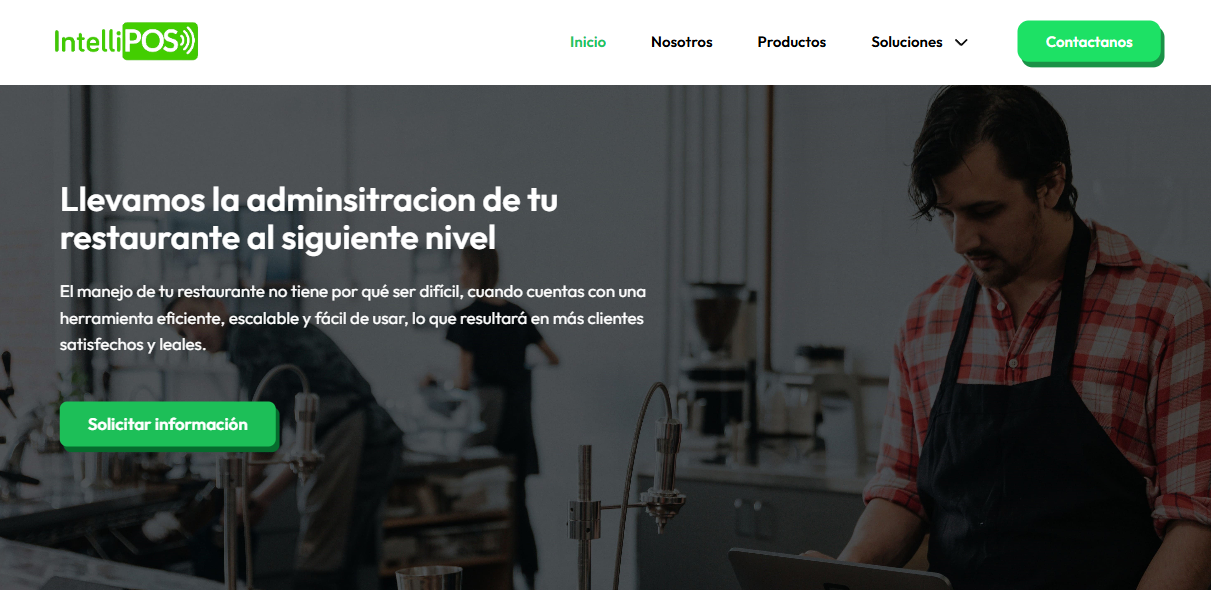 IntelliPOS
Inicio
Nosotros
Productos
Soluciones
Contactanos
Llevamos la adminsitracion de tu
restaurante al siguiente nivel
El manejo de tu restaurante no tiene por qué ser difícil, cuando cuentas con una
herramienta eficiente, escalable y fácil de usar, lo que resultará en más clientes
satisfechos y leales.
Solicitar información